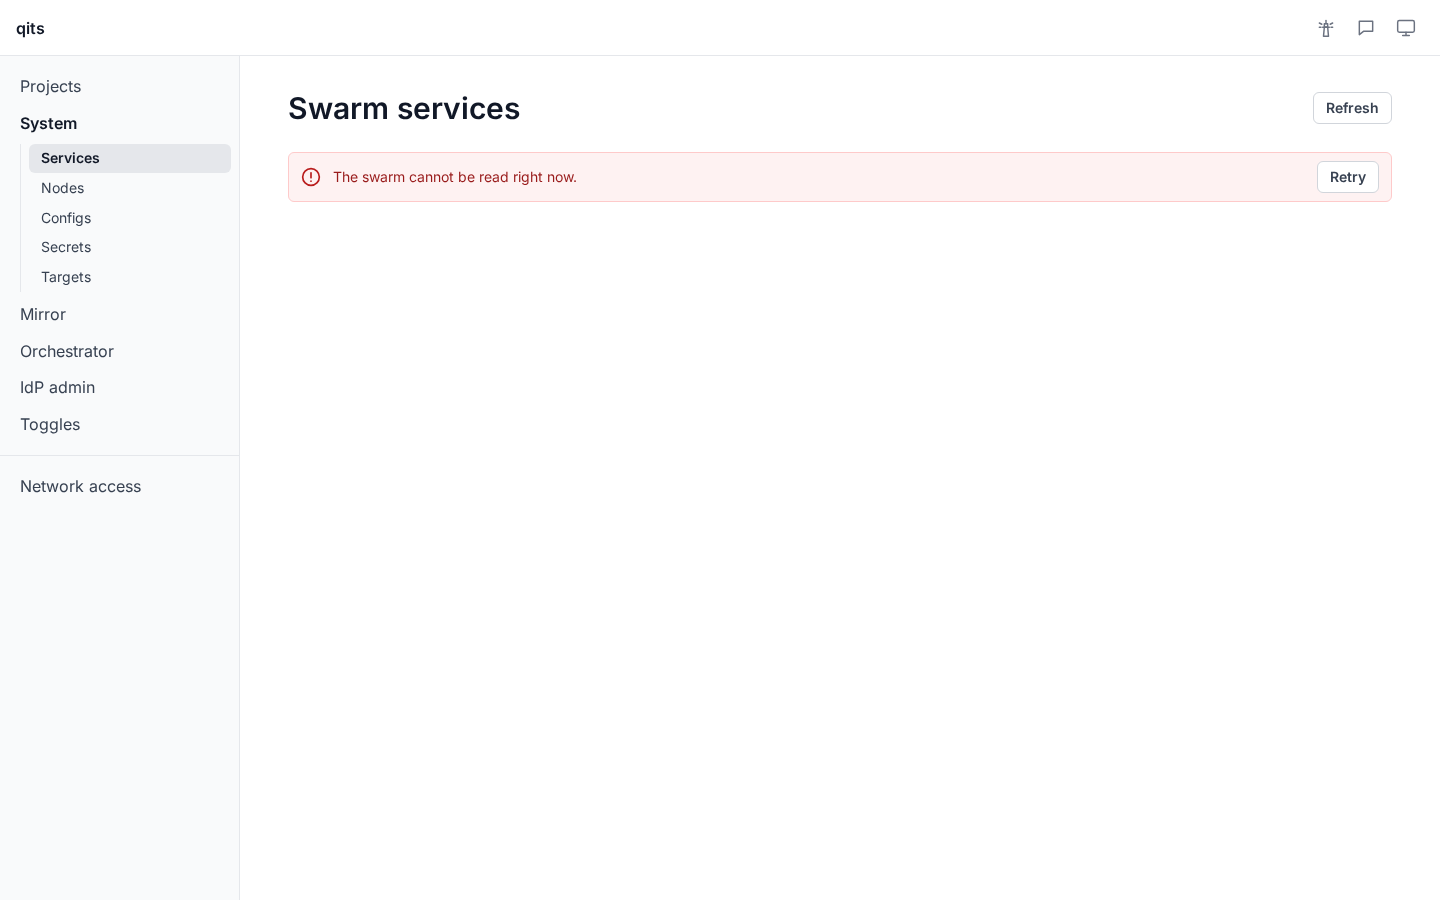 qits
Projects
System
Services
Nodes
Configs
Secrets
Targets
Mirror
Orchestrator
IdP admin
Toggles
Network access
Swarm services
Refresh
The swarm cannot be read right now.
Retry